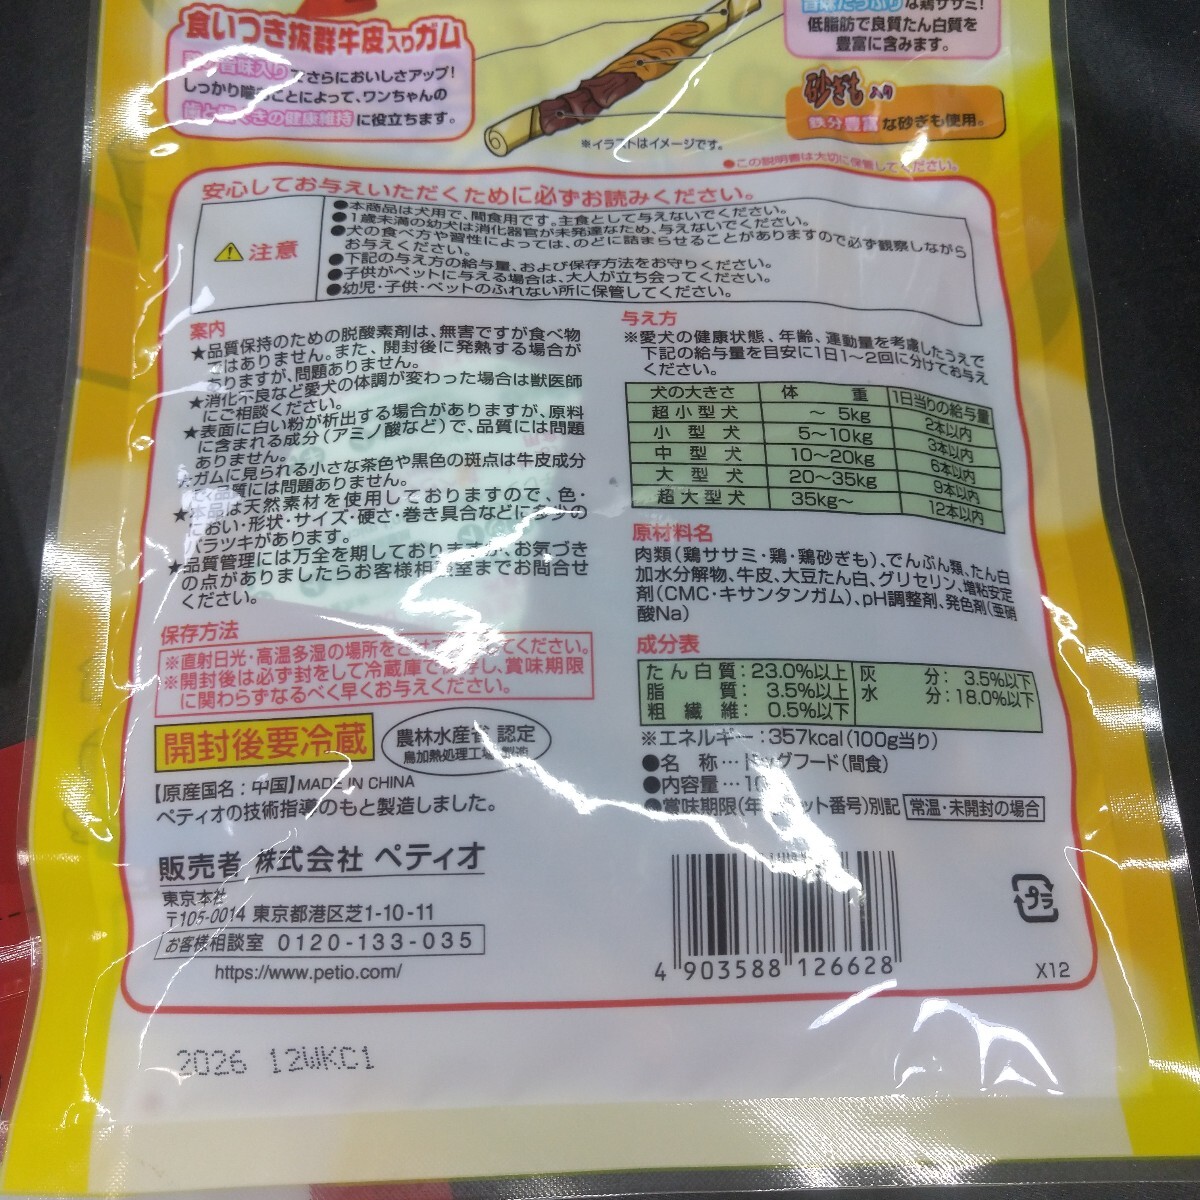 食いつき抜群牛皮入りガム
さらにおいしさアップ!
しっかり噛むことによって、ワンちゃんの
の健康維持に役立ちます。
な鶏ササミ!
低脂肪で良質たん白質を
豊富に含みます。
砂ぎも入り
鉄分豊富な砂ぎも使用。
※イラストはイメージです。
●この説明書は大切に保管してください。
安心してお与えいただくために必ずお読みください。
注意
●本商品は犬用で、間食用です。主食として与えないでください。
●1歳未満の幼犬は消化器官が未発達なため、与えないでください。
●犬の食べ方や習性によっては、のどに詰まらせることがありますので必ず観察しながら
お与えください。
●下記の与え方の給与量、および保存方法をお守りください。
●子供がペットに与える場合は、大人が立ち会ってください。
●幼児・子供・ペットのふれない所に保管してください。
案内
★品質保持のための脱酸素剤は、無害ですが食べ物
ではありません。また、開封後に発熱する場合が
ありますが、問題ありません。
★消化不良など愛犬の体調が変わった場合は獣医師
にご相談ください。
★表面に白い粉が析出する場合がありますが、原料
に含まれる成分(アミノ酸など)で、品質には問題
ありません。
★ガムに見られる小さな茶色や黒色の斑点は牛皮成分
で、品質には問題ありません。
★本品は天然素材を使用しておりますので、色・
におい・形状・サイズ・硬さ・巻き具合などに多少の
バラツキがあります。
★品質管理には万全を期しておりますが、お気づき
の点がありましたらお客様相談室までお問合せ
ください。
保存方法
※直射日光・高温多湿の場所をさけて保存してください。
※開封後は必ず封をして冷蔵庫で保存し、賞味期限
に関わらずなるべく早くお与えください。
開封後要冷蔵
農林水産省 認定
鳥加熱処理工場 製造
【原産国名:中国】MADE IN CHINA
ペティオの技術指導のもと製造しました。
販売者 株式会社 ペティオ
東京本社
〒105-0014 東京都港区芝1-10-11
お客様相談室 0120-133-035
https://www.petio.com/
与え方
※愛犬の健康状態、年齢、運動量を考慮したうえで
下記の給与量を目安に1日1〜2回に分けてお与え
ください。
犬の大きさ 体 重 1日当りの給与量
超小型犬 〜 5kg 2本以内
小型犬 5〜10kg 3本以内
中型犬 10〜20kg 6本以内
大型犬 20〜35kg 9本以内
超大型犬 35kg〜 12本以内
原材料名
肉類(鶏ササミ・鶏・鶏砂ぎも)、でんぷん類、たん白
加水分解物、牛皮、大豆たん白、グリセリン、増粘安定
剤(CMC・キサンタンガム)、pH調整剤、発色剤(亜硝
酸Na)
成分表
たん白質:23.0%以上 灰 分:3.5%以下
脂 質:3.5%以上 水 分:18.0%以下
粗繊維:0.5%以下
※エネルギー:357kcal(100g当り)
●名 称…ドッグフード(間食)
●内容量…
●賞味期限(年 ット番号)別記 常温・未開封の場合
4 903588 126628
プラ
X12
2026 12WKC1